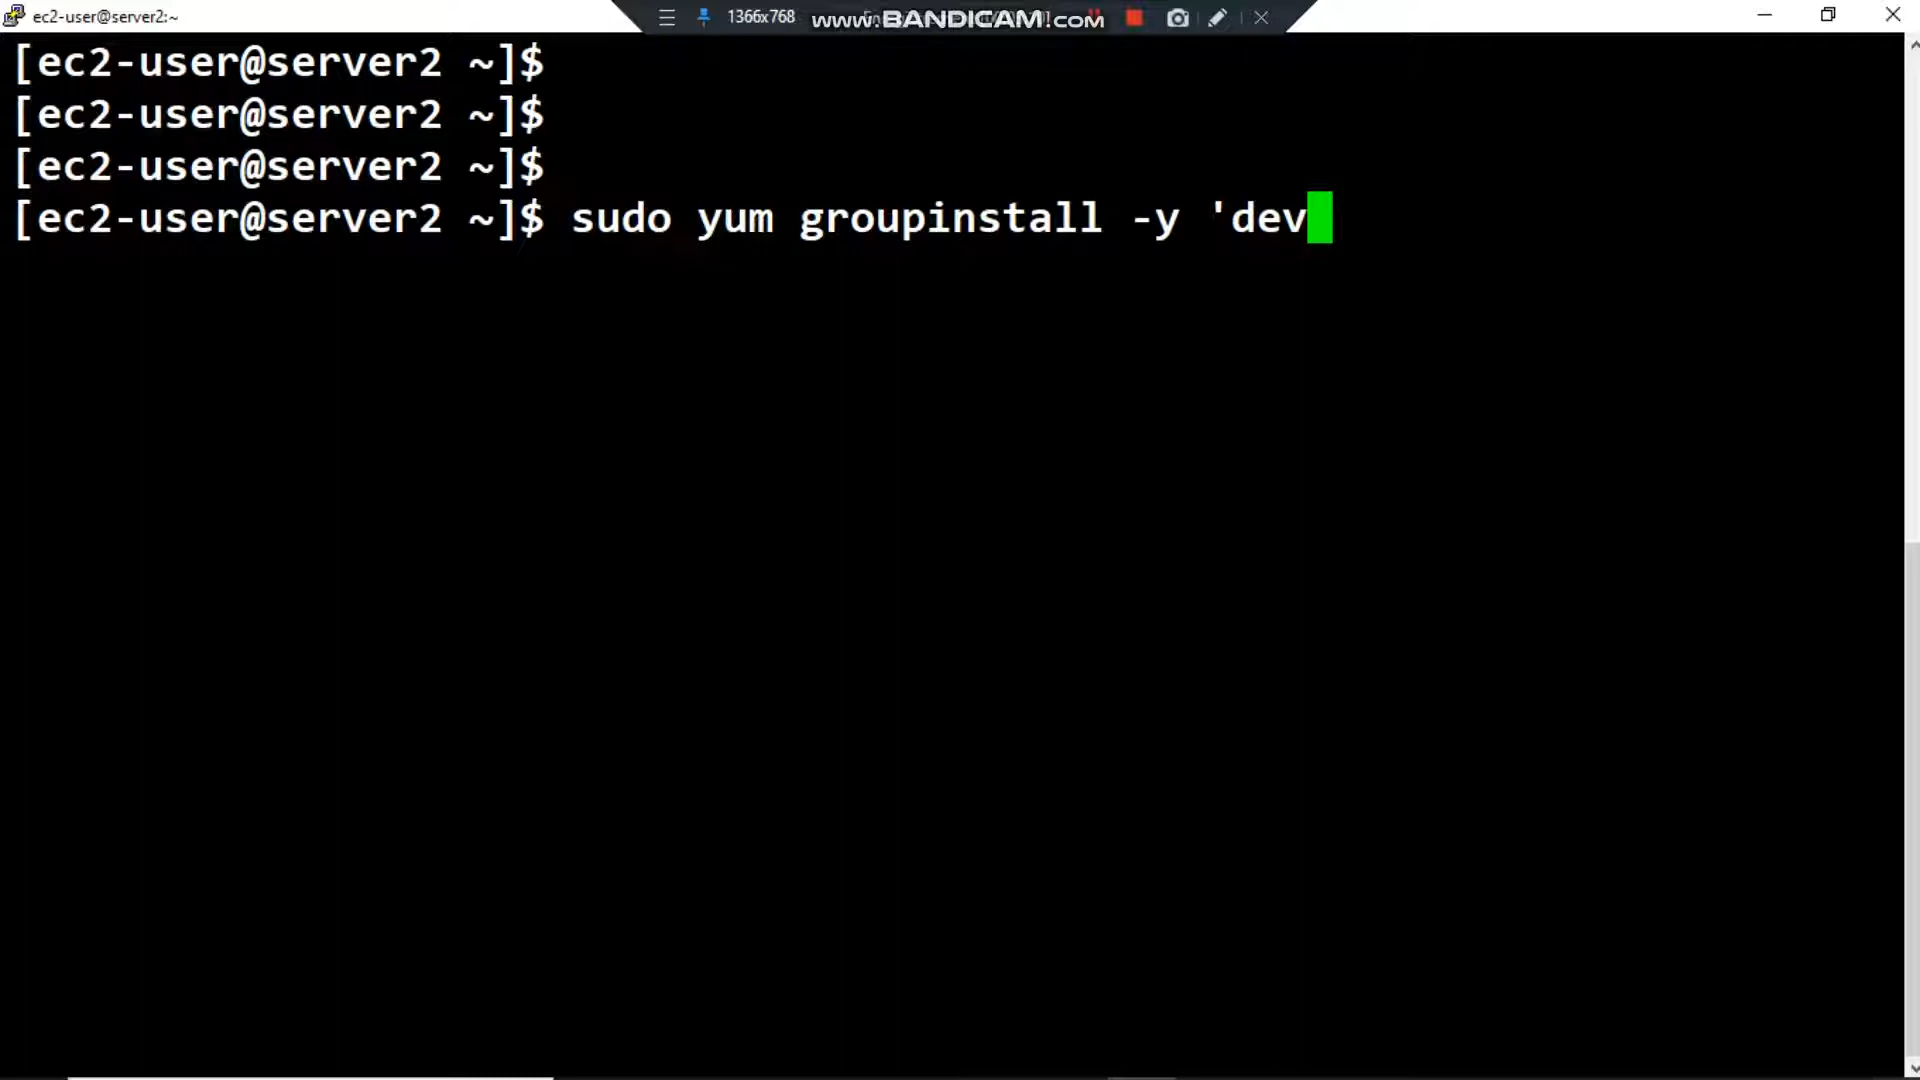 ec2-user@server2:~
1366x768
www.BANDICAM.com
[ec2-user@server2 ~]$
[ec2-user@server2 ~]$
[ec2-user@server2 ~]$
[ec2-user@server2 ~]$ sudo yum groupinstall -y 'dev